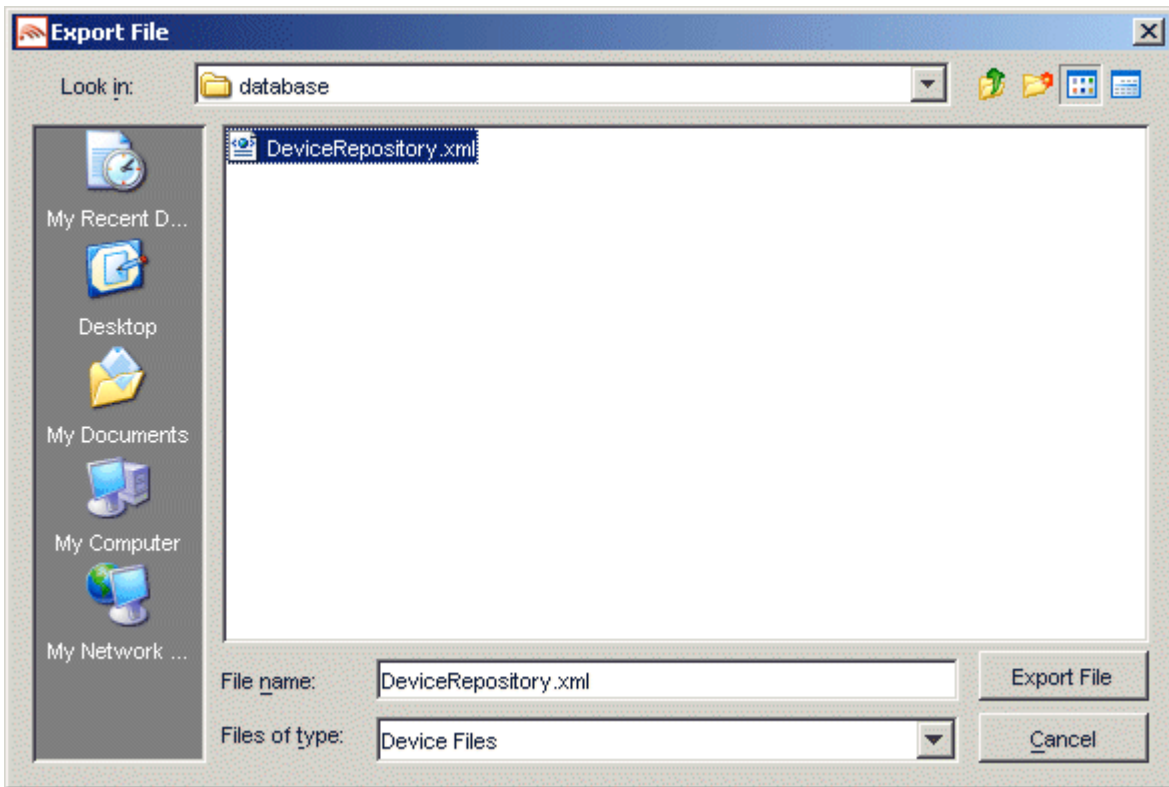 Export File
Look in:
database
DeviceRepository.xml
My Recent D...
Desktop
My Documents
My Computer
My Network ...
File name:
DeviceRepository.xml
Export File
Files of type:
Device Files
Cancel